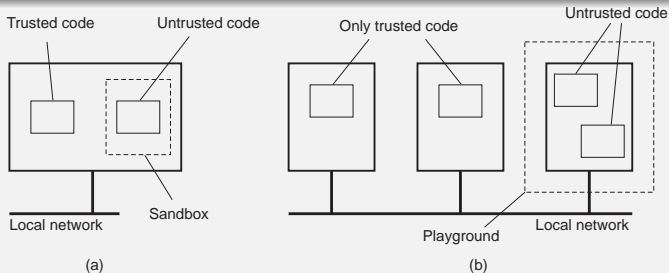 Trusted code
Untrusted code
Sandbox
Local network
(a)
Only trusted code
Untrusted code
Playground
Local network
(b)